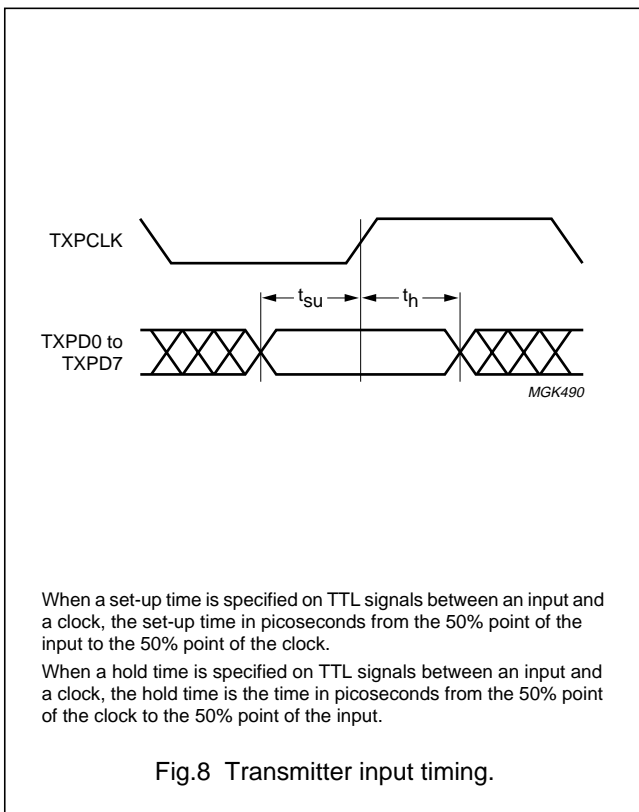 TXPCLK
tsu
th
TXPD0 to
TXPD7
MGK490
When a set-up time is specified on TTL signals between an input and
a clock, the set-up time in picoseconds from the 50% point of the
input to the 50% point of the clock.
When a hold time is specified on TTL signals between an input and
a clock, the hold time is the time in picoseconds from the 50% point
of the clock to the 50% point of the input.
Fig.8 Transmitter input timing.